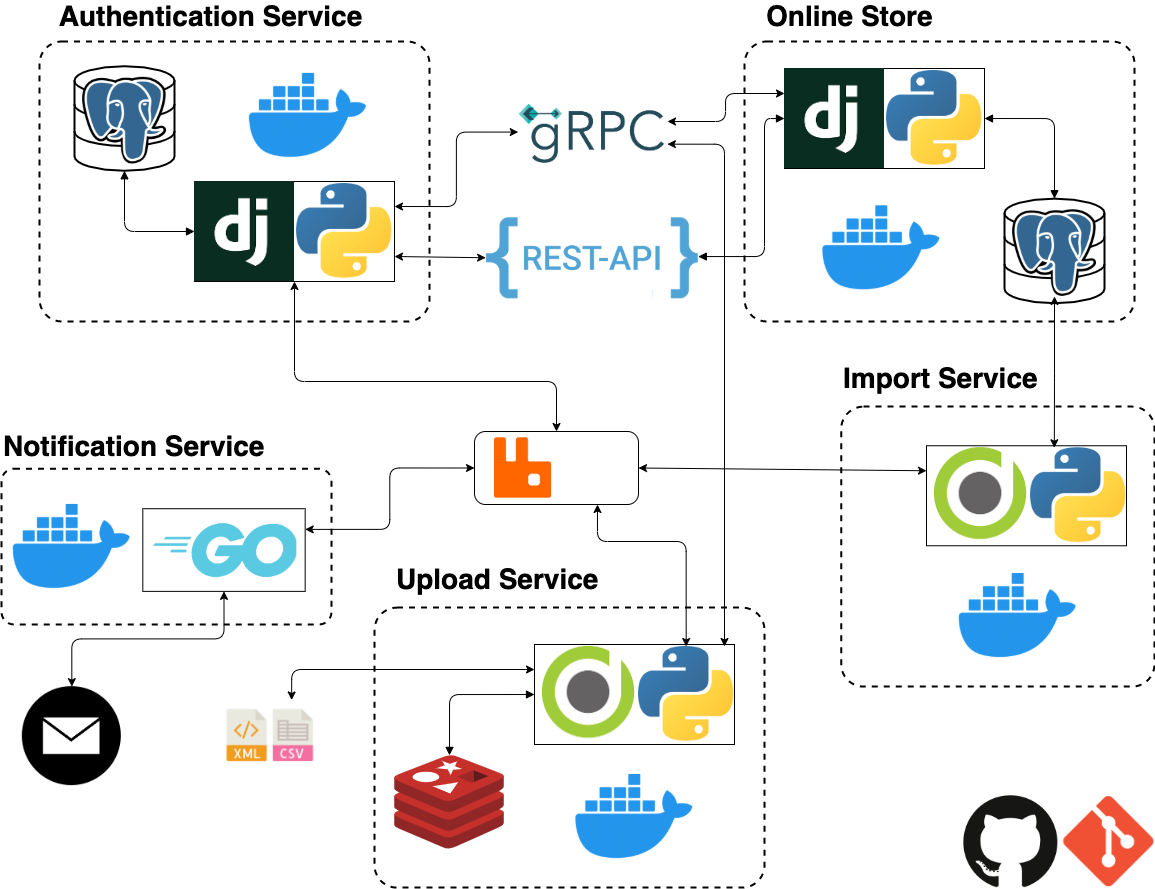 Authentication Service
Online Store
dj
gRPC
dj
{ REST-API }
Import Service
Notification Service
GO
Upload Service
</> XML
CSV